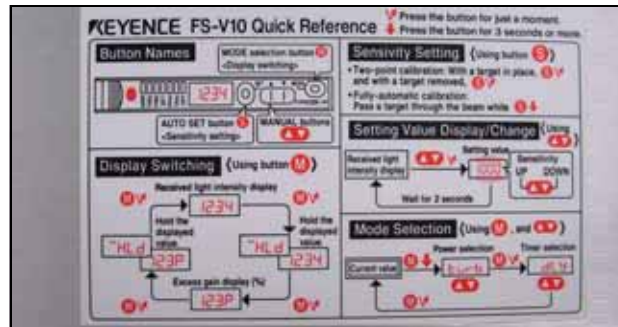 KEYENCE FS-V10 Quick Reference
Press the button for just a moment.
Press the button for 3 seconds or more.
Button Names
MODE selection button M
<Display switching>
1234
AUTO SET button S
<Sensitivity setting>
MANUAL buttons
Sensivity Setting (Using button S)
• Two-point calibration: With a target in place, S
and with a target removed, S
• Fully-automatic calibration:
Pass a target through the beam while S
Setting Value Display/Change (Using )
Received light
intensity display
Setting value
Sensitivity
UP DOWN
Wait for 2 seconds
Display Switching (Using button M)
Received light intensity display
M
1234
M
Hold the
displayed
value.
Hold the
displayed
value.
HLd
123P
HLd
1234
Excess gain display (%)
M
123P
M
Mode Selection (Using M, and )
Power selection
Timer selection
Current value
M
M
M